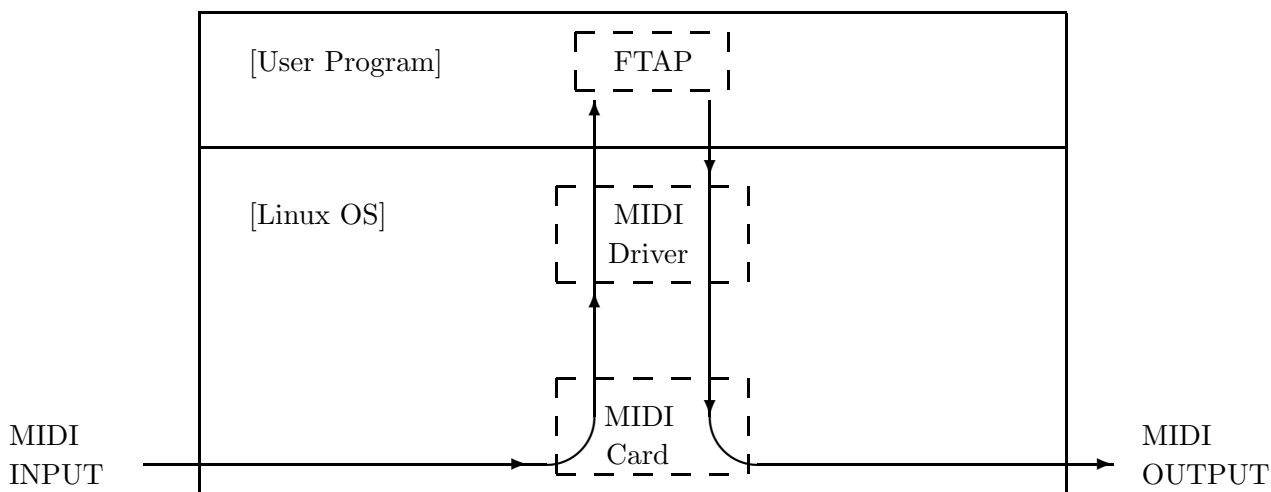 [User Program]
FTAP
[Linux OS]
MIDI
Driver
MIDI
Card
MIDI
INPUT
MIDI
OUTPUT